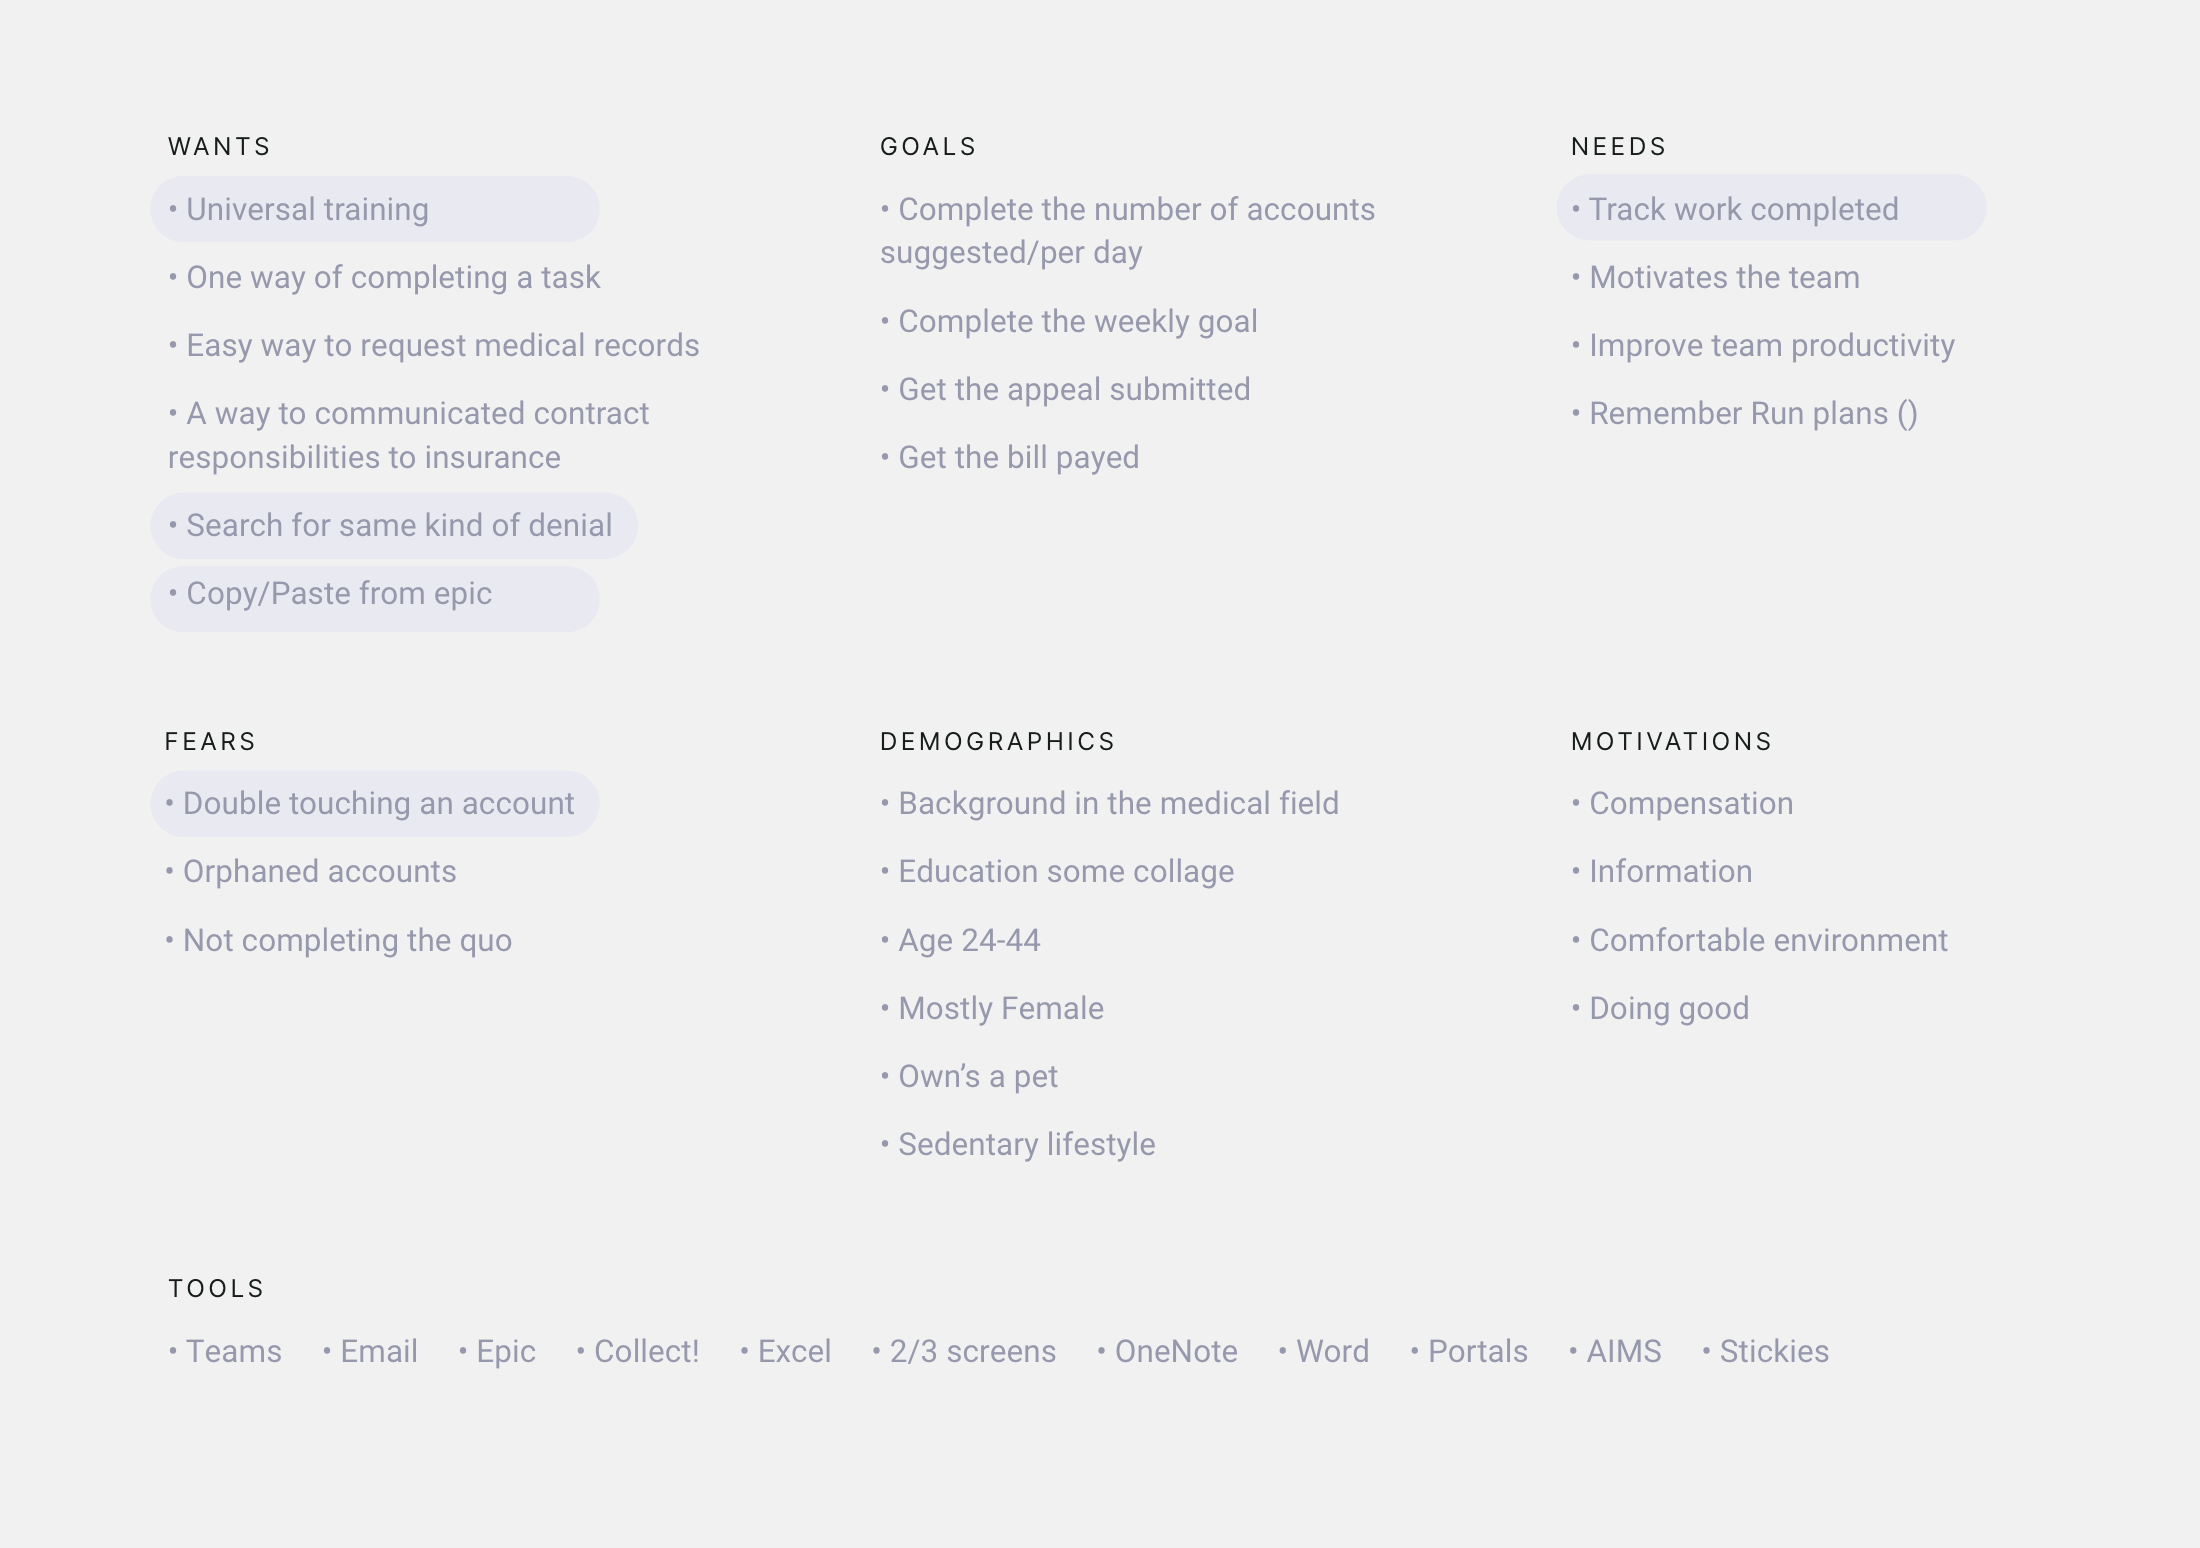 WANTS
• Universal training
• One way of completing a task
• Easy way to request medical records
• A way to communicated contract
responsibilities to insurance
• Search for same kind of denial
• Copy/Paste from epic
GOALS
• Complete the number of accounts
suggested/per day
• Complete the weekly goal
• Get the appeal submitted
• Get the bill payed
NEEDS
• Track work completed
• Motivates the team
• Improve team productivity
• Remember Run plans ()
FEARS
• Double touching an account
• Orphaned accounts
• Not completing the quo
DEMOGRAPHICS
• Background in the medical field
• Education some collage
• Age 24-44
• Mostly Female
• Own’s a pet
• Sedentary lifestyle
MOTIVATIONS
• Compensation
• Information
• Comfortable environment
• Doing good
TOOLS
• Teams • Email • Epic • Collect! • Excel • 2/3 screens • OneNote • Word • Portals • AIMS • Stickies